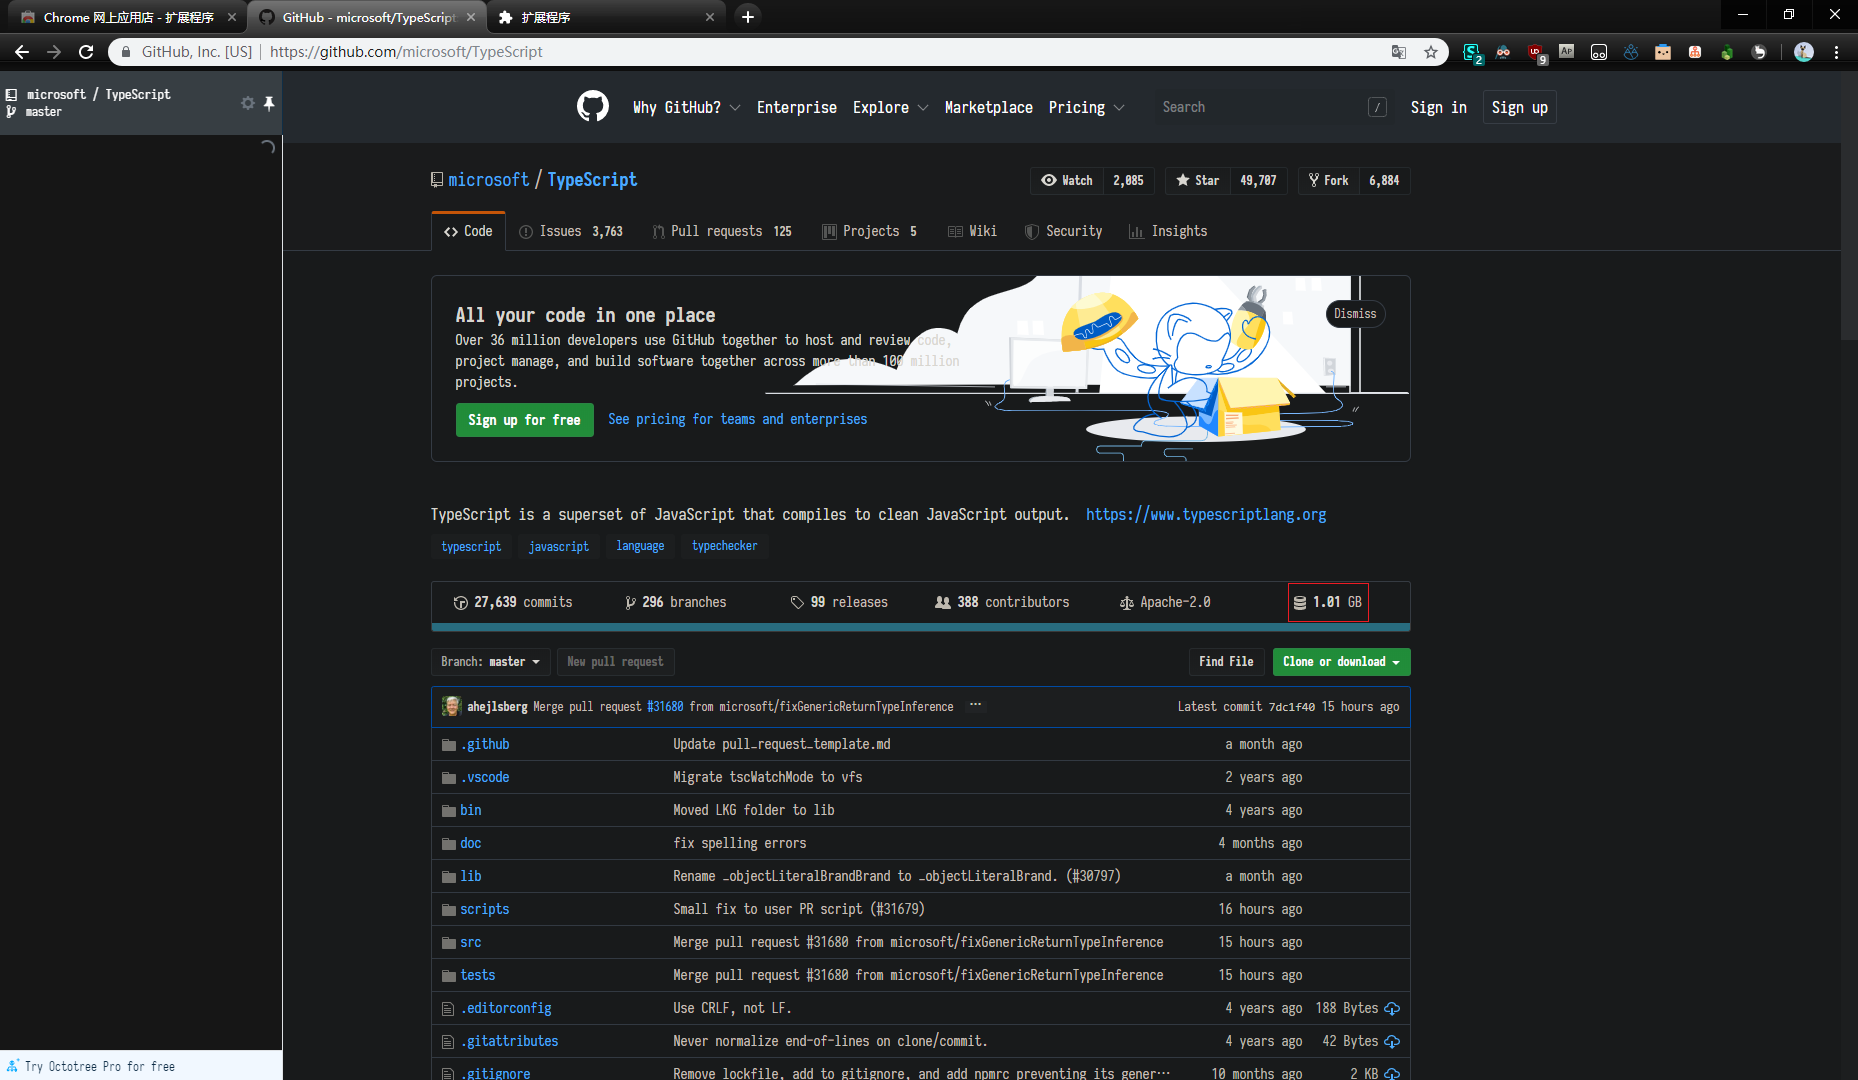 Chrome 网上应用店 - 扩展程序
GitHub - microsoft/TypeScript
扩展程序
GitHub, Inc. [US] | https://github.com/microsoft/TypeScript
2
9
AP
microsoft / TypeScript
master
Why GitHub?
Enterprise
Explore
Marketplace
Pricing
Search
/
Sign in
Sign up
microsoft / TypeScript
Watch 2,085
Star 49,707
Fork 6,884
Code
Issues 3,763
Pull requests 125
Projects 5
Wiki
Security
Insights
All your code in one place
Dismiss
Over 36 million developers use GitHub together to host and review code,
project manage, and build software together across more than 100 million
projects.
Sign up for free
See pricing for teams and enterprises
TypeScript is a superset of JavaScript that compiles to clean JavaScript output. https://www.typescriptlang.org
typescript javascript language typechecker
27,639 commits
296 branches
99 releases
388 contributors
Apache-2.0
1.01 GB
Branch: master
New pull request
Find File
Clone or download
ahejlsberg Merge pull request #31680 from microsoft/fixGenericReturnTypeInference ...
Latest commit 7dc1f40 15 hours ago
.github Update pull_request_template.md a month ago
.vscode Migrate tscWatchMode to vfs 2 years ago
bin Moved LKG folder to lib 4 years ago
doc fix spelling errors 4 months ago
lib Rename _objectLiteralBrandBrand to _objectLiteralBrand. (#30797) a month ago
scripts Small fix to user PR script (#31679) 16 hours ago
src Merge pull request #31680 from microsoft/fixGenericReturnTypeInference 15 hours ago
tests Merge pull request #31680 from microsoft/fixGenericReturnTypeInference 15 hours ago
.editorconfig Use CRLF, not LF. 4 years ago 188 Bytes
.gitattributes Never normalize end-of-lines on clone/commit. 4 years ago 42 Bytes
.gitignore Remove lockfile, add to gitignore, and add npmrc preventing its gener··· 10 months ago 2 KB
Try Octotree Pro for free